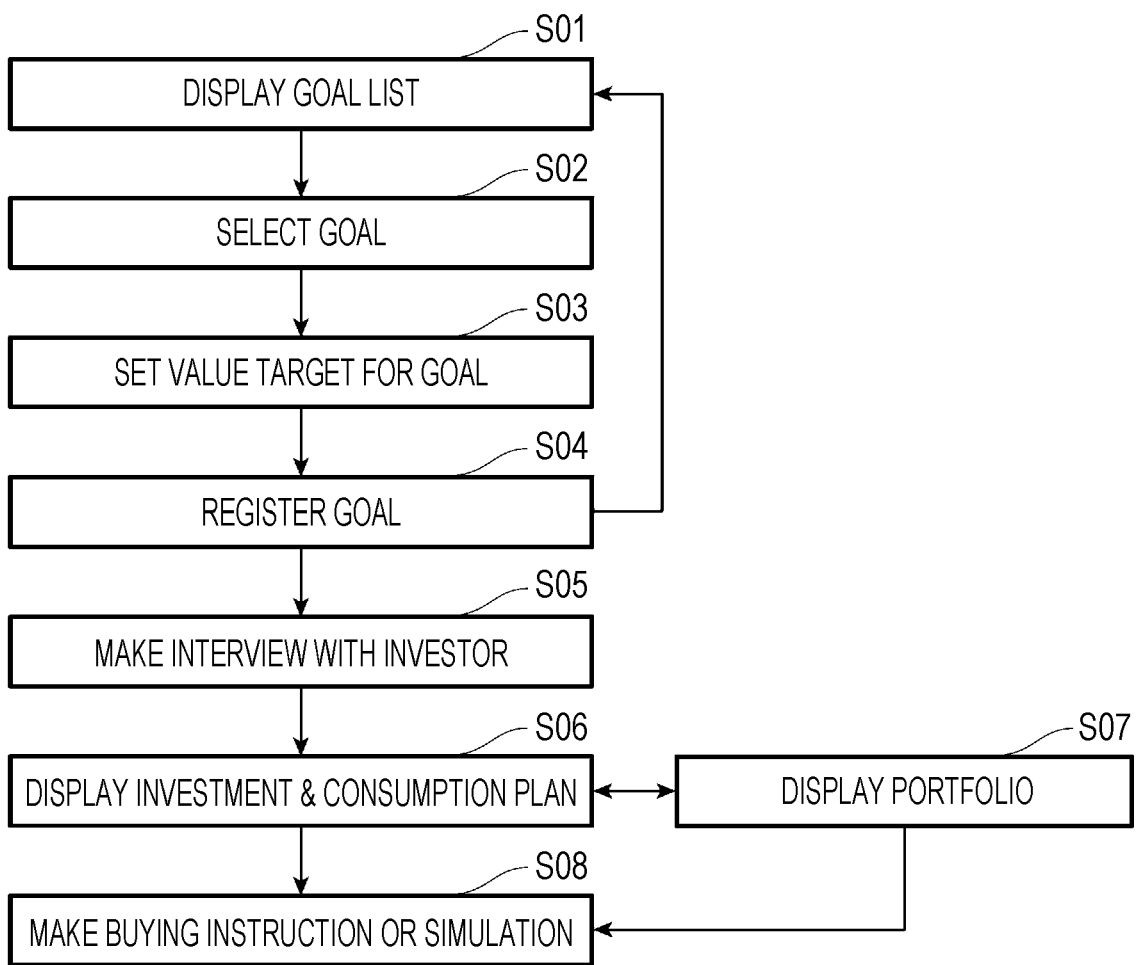 S01
DISPLAY GOAL LIST
S02
SELECT GOAL
S03
SET VALUE TARGET FOR GOAL
S04
REGISTER GOAL
S05
MAKE INTERVIEW WITH INVESTOR
S06
DISPLAY INVESTMENT & CONSUMPTION PLAN
S07
DISPLAY PORTFOLIO
S08
MAKE BUYING INSTRUCTION OR SIMULATION